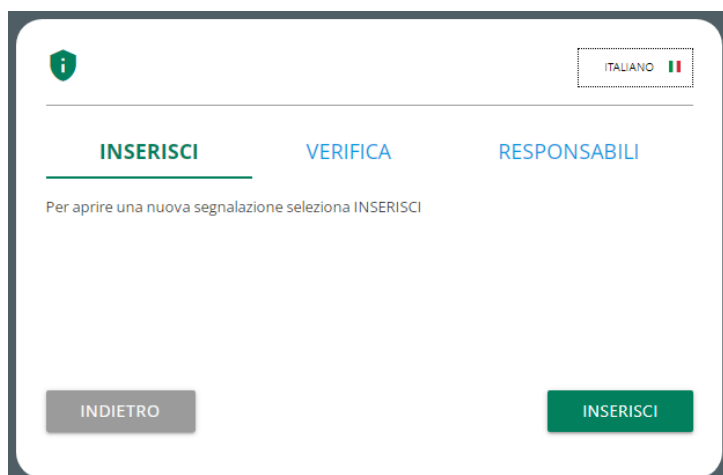 ITALIANO
INSERISCI VERIFICA RESPONSABILI
Per aprire una nuova segnalazione seleziona INSERISCI
INDIETRO INSERISCI